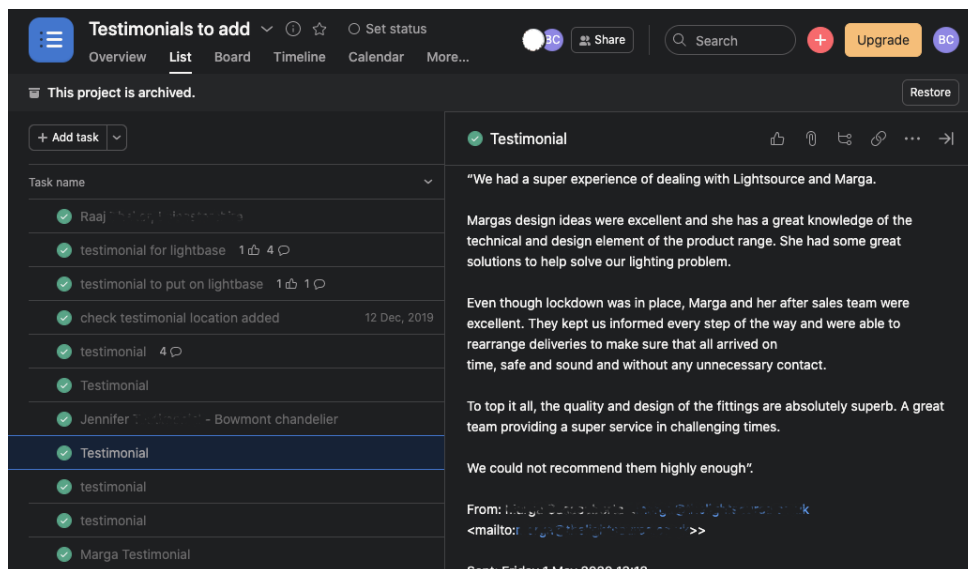 Testimonials to add
Set status
Overview List Board Timeline Calendar More...
BC
Share
Search
Upgrade
BC
This project is archived.
Restore
+ Add task
Task name
Raaj
testimonial for lightbase 1 4
testimonial to put on lightbase 1 1
check testimonial location added 12 Dec, 2019
testimonial 4
Testimonial
Jennifer - Bowmont chandelier
Testimonial
testimonial
testimonial
Marga Testimonial
Testimonial
“We had a super experience of dealing with Lightsource and Marga.
Margas design ideas were excellent and she has a great knowledge of the
technical and design element of the product range. She had some great
solutions to help solve our lighting problem.
Even though lockdown was in place, Marga and her after sales team were
excellent. They kept us informed every step of the way and were able to
rearrange deliveries to make sure that all arrived on
time, safe and sound and without any unnecessary contact.
To top it all, the quality and design of the fittings are absolutely superb. A great
team providing a super service in challenging times.
We could not recommend them highly enough”.
From:
<mailto: >>
Sent: Friday 1 May 2020